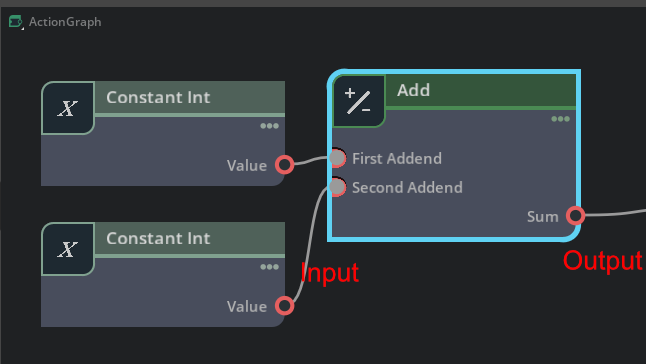 ActionGraph
Constant Int
Value
Add
First Addend
Second Addend
Sum
Constant Int
Value
Input
Output